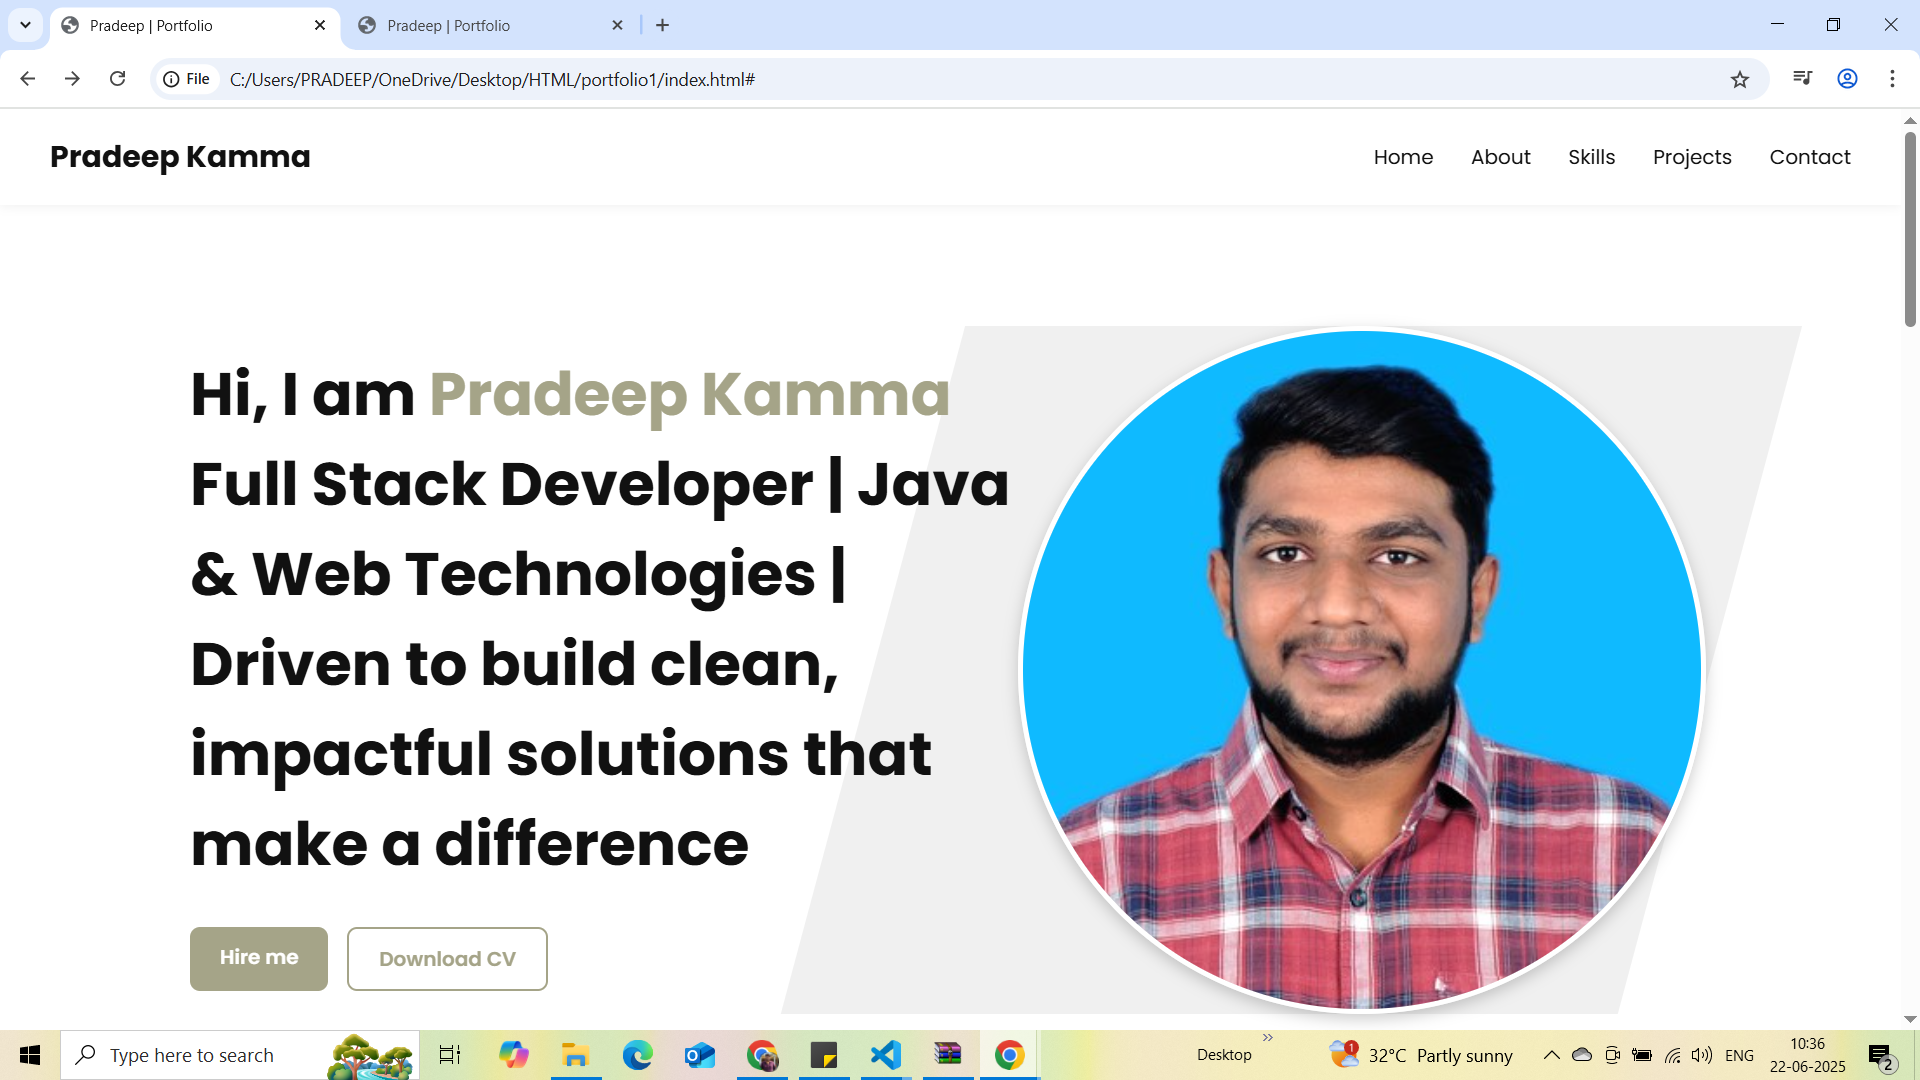 Pradeep | Portfolio
Pradeep | Portfolio
File C:/Users/PRADEEP/OneDrive/Desktop/HTML/portfolio1/index.html#
Pradeep Kamma Home About Skills Projects Contact
Hi, I am Pradeep Kamma
Full Stack Developer | Java
& Web Technologies |
Driven to build clean,
impactful solutions that
make a difference
Hire me Download CV
Type here to search
Desktop
1
32°C Partly sunny
ENG
10:36
22-06-2025
2